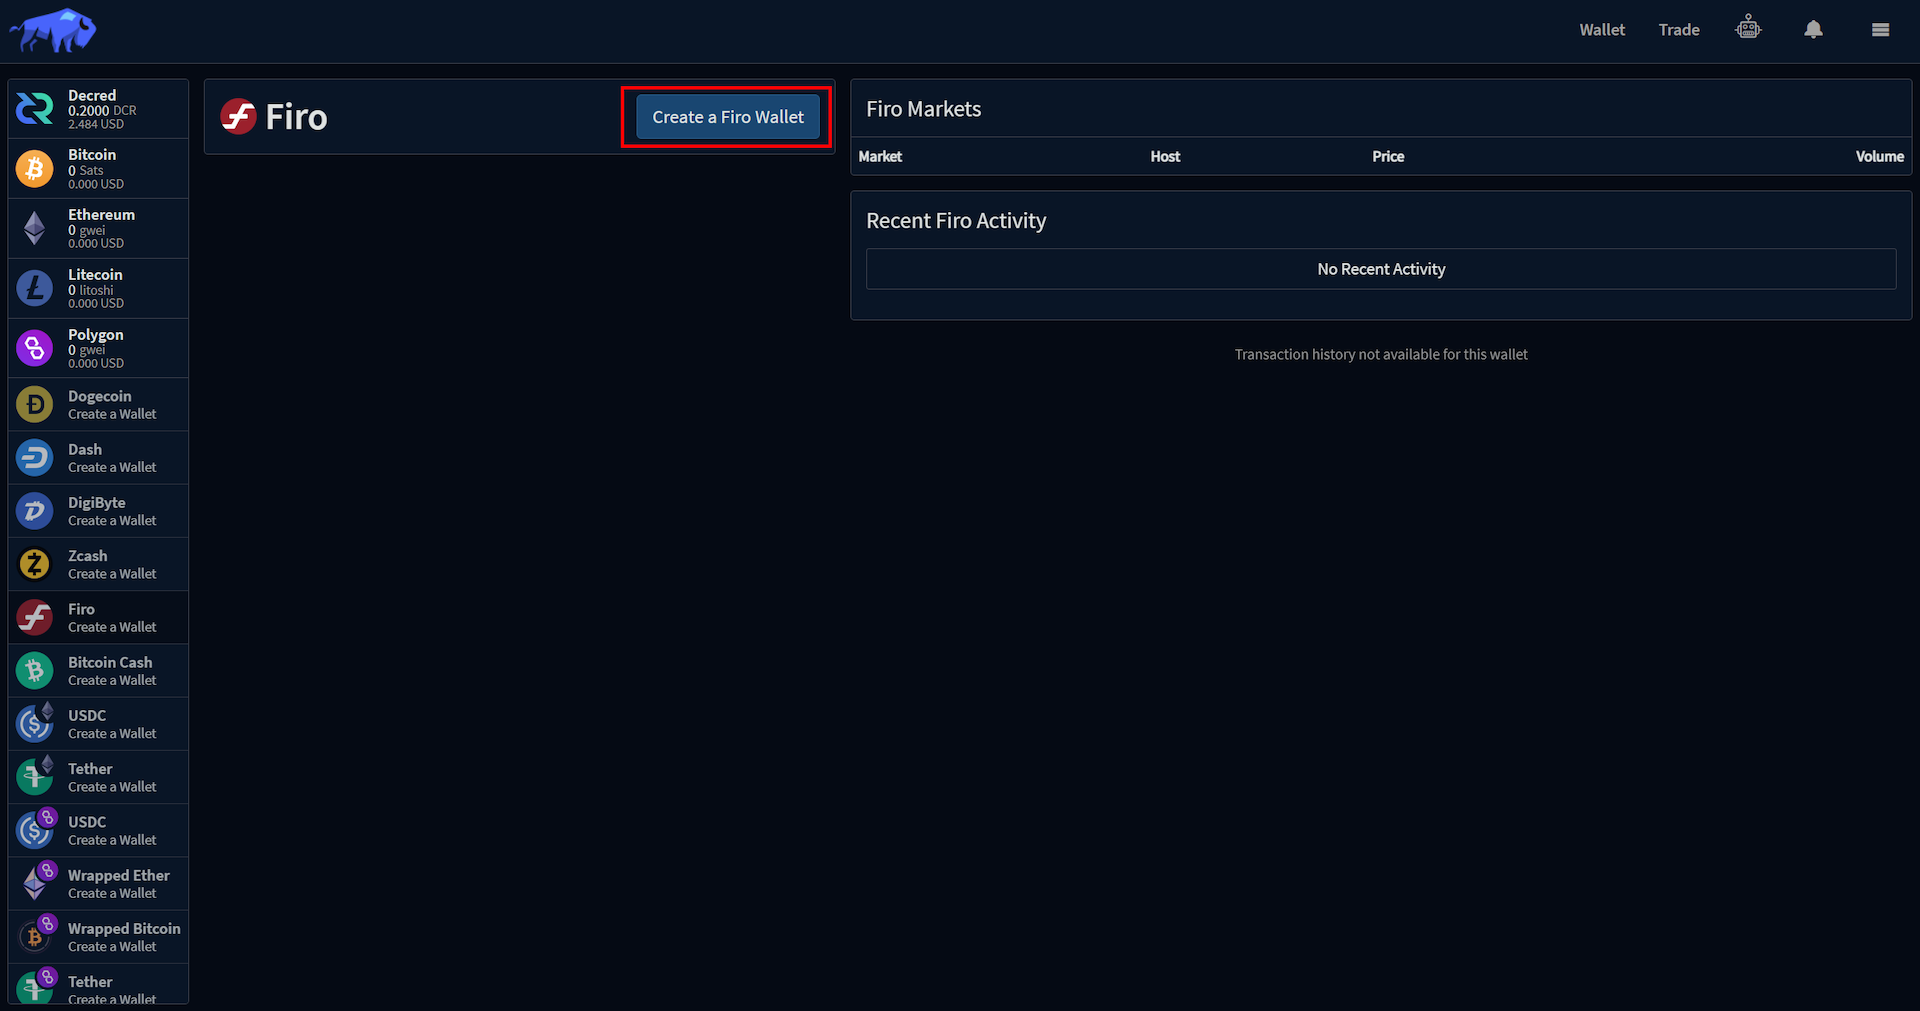 Wallet
Trade
Decred
0.2000 DCR
2.484 USD
Bitcoin
0 Sats
0.000 USD
Ethereum
0 gwei
0.000 USD
Litecoin
0 litoshi
0.000 USD
Polygon
0 gwei
0.000 USD
Dogecoin
Create a Wallet
Dash
Create a Wallet
DigiByte
Create a Wallet
Zcash
Create a Wallet
Firo
Create a Wallet
Bitcoin Cash
Create a Wallet
USDC
Create a Wallet
Tether
Create a Wallet
USDC
Create a Wallet
Wrapped Ether
Create a Wallet
Wrapped Bitcoin
Create a Wallet
Tether
Create a Wallet
Firo
Create a Firo Wallet
Firo Markets
Market Host Price Volume
Recent Firo Activity
No Recent Activity
Transaction history not available for this wallet